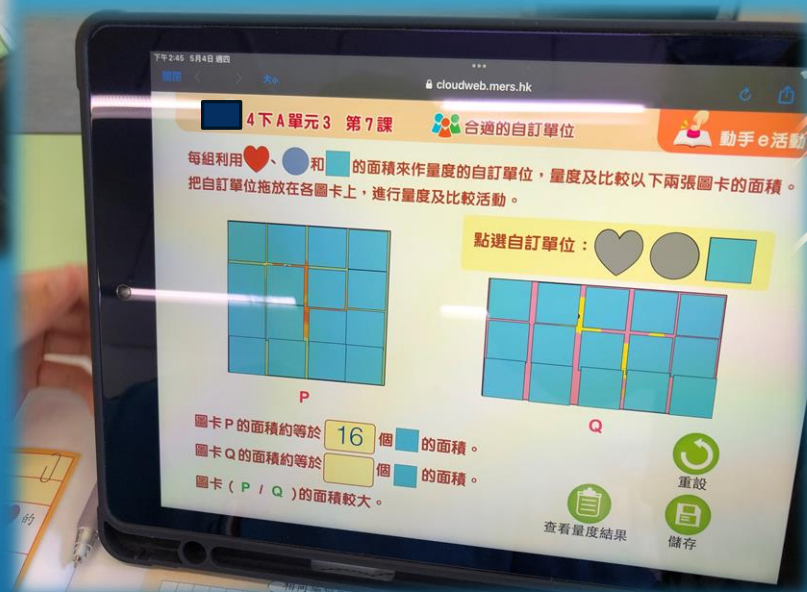 下午2:45 5月4日 週四
cloudweb.mers.hk
大小
4下A單元3 第7課
合適的自訂單位
動手e活動
每組利用、和的面積來作量度的自訂單位,量度及比較以下兩張圖卡的面積。
把自訂單位拖放在各圖卡上,進行量度及比較活動。
點選自訂單位:
P
Q
圖卡P的面積約等於 16 個的面積。
圖卡Q的面積約等於 個的面積。
圖卡( P / Q )的面積較大。
查看量度結果
重設
儲存
的